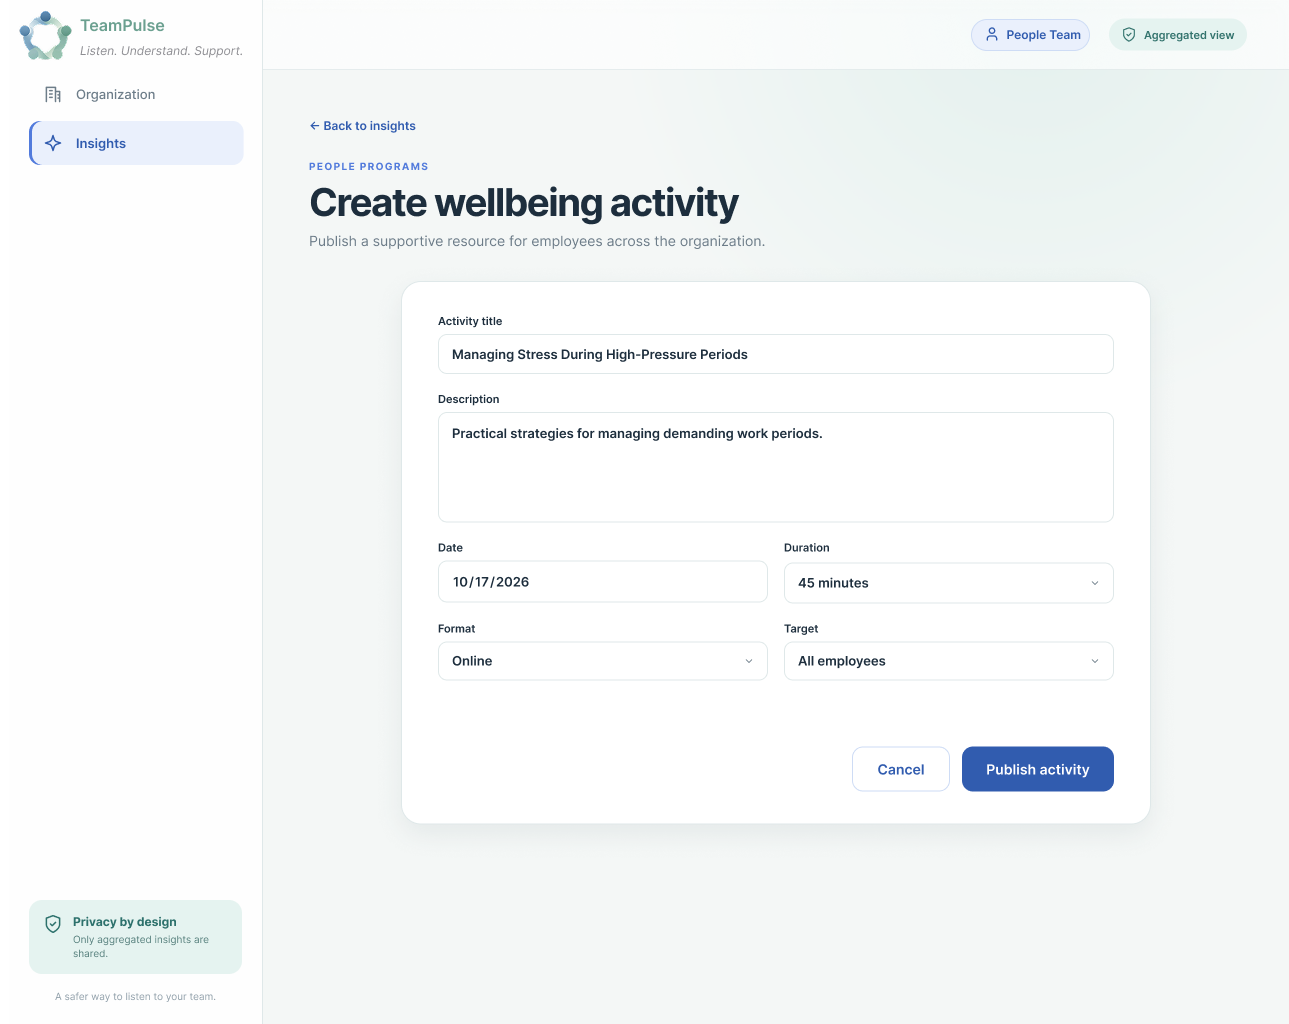 TeamPulse
Listen. Understand. Support.
Organization
Insights
People Team
Aggregated view
← Back to insights
PEOPLE PROGRAMS
Create wellbeing activity
Publish a supportive resource for employees across the organization.
Activity title
Managing Stress During High-Pressure Periods
Description
Practical strategies for managing demanding work periods.
Date
Duration
10/17/2026
45 minutes
Format
Target
Online
All employees
Cancel
Publish activity
Privacy by design
Only aggregated insights are
shared.
A safer way to listen to your team.